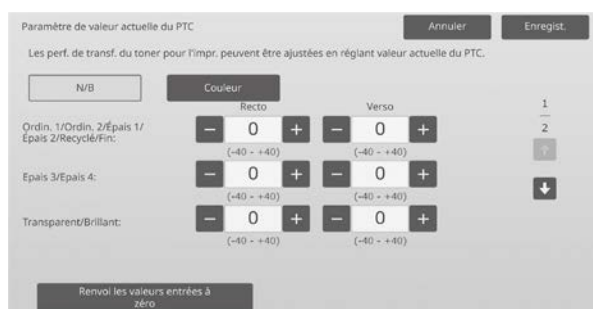 Paramètre de valeur actuelle du PTC
Annuler
Enregist.
Les perf. de transf. du toner pour l'impr. peuvent être ajustées en réglant valeur actuelle du PTC.
N/B
Couleur
Recto
Verso
1
2
Ordin. 1/Ordin. 2/Épais 1/
Épais 2/Recyclé/Fin:
− 0 + − 0 +
(-40 - +40) (-40 - +40)
Epais 3/Epais 4:
− 0 + − 0 +
(-40 - +40) (-40 - +40)
Transparent/Brillant:
− 0 + − 0 +
(-40 - +40) (-40 - +40)
Renvoi les valeurs entrées à
zéro